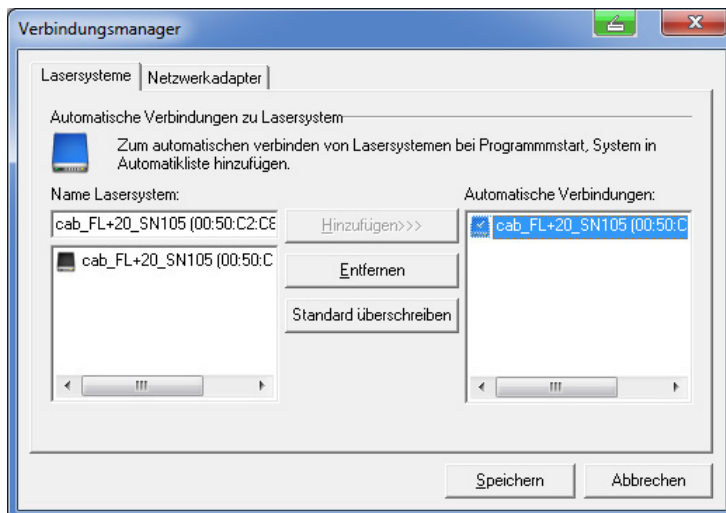 Verbindungsmanager
Lasersysteme
Netzwerkadapter
Automatische Verbindungen zu Lasersystem
Zum automatischen verbinden von Lasersystemen bei Programmmstart, System in
Automatikliste hinzufügen.
Name Lasersystem:
Automatische Verbindungen:
cab_FL+20_SN105 (00:50:C2:C8
Hinzufügen>>>
cab_FL+20_SN105 (00:50:C
cab_FL+20_SN105 (00:50:C
Entfernen
Standard überschreiben
Speichern
Abbrechen